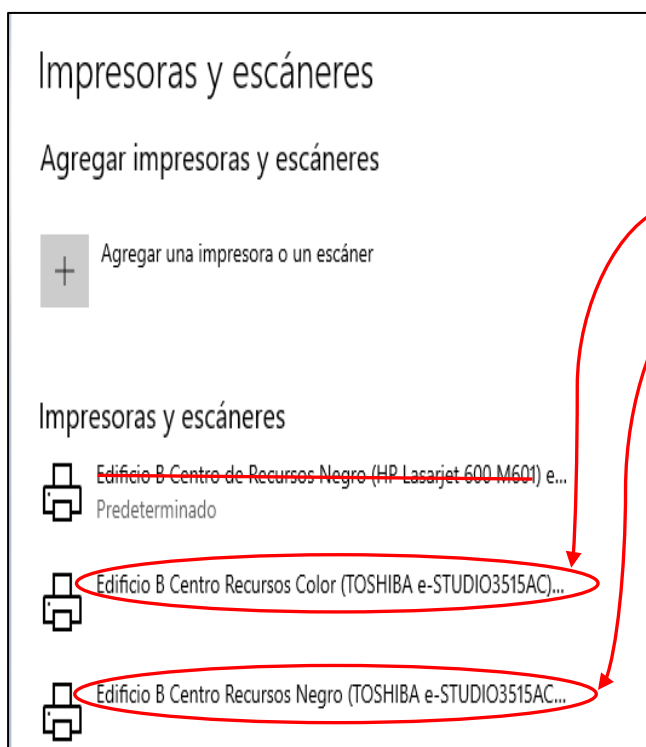 Impresoras y escáneres
Agregar impresoras y escáneres
Agregar una impresora o un escáner
Impresoras y escáneres
Edificio B Centro de Recursos Negro (HP Lasarjet 600 M601) e...
Predeterminado
Edificio B Centro Recursos Color (TOSHIBA e-STUDIO3515AC)...
Edificio B Centro Recursos Negro (TOSHIBA e-STUDIO3515AC...